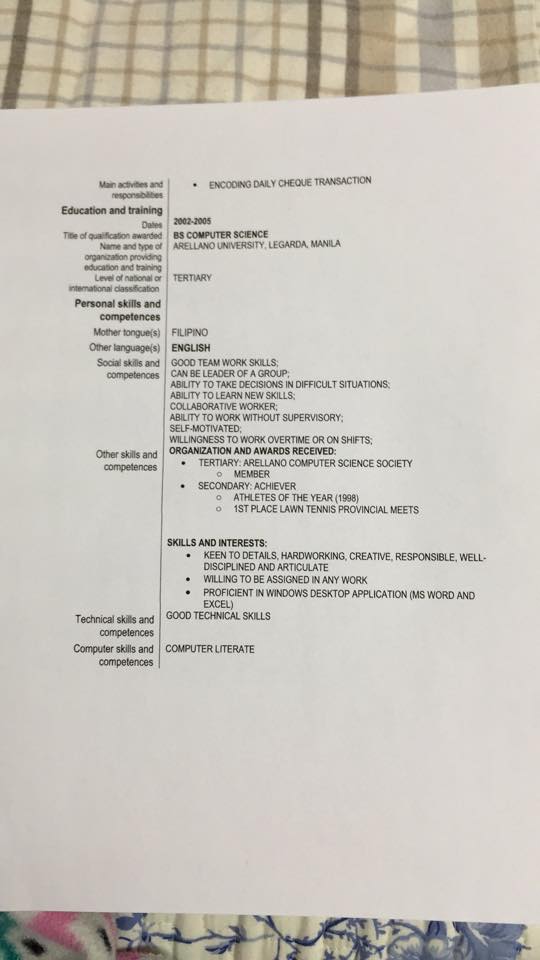 Main activities and
responsibilities
• ENCODING DAILY CHEQUE TRANSACTION
Education and training
Dates
2002-2005
Title of qualification awarded
BS COMPUTER SCIENCE
Name and type of
organization providing
education and training
ARELLANO UNIVERSITY, LEGARDA, MANILA
Level of national or
international classification
TERTIARY
Personal skills and
competences
Mother tongue(s)
FILIPINO
Other language(s)
ENGLISH
Social skills and
competences
GOOD TEAM WORK SKILLS;
CAN BE LEADER OF A GROUP;
ABILITY TO TAKE DECISIONS IN DIFFICULT SITUATIONS;
ABILITY TO LEARN NEW SKILLS;
COLLABORATIVE WORKER;
ABILITY TO WORK WITHOUT SUPERVISORY;
SELF-MOTIVATED;
WILLINGNESS TO WORK OVERTIME OR ON SHIFTS;
Other skills and
competences
ORGANIZATION AND AWARDS RECEIVED:
• TERTIARY: ARELLANO COMPUTER SCIENCE SOCIETY
○ MEMBER
• SECONDARY: ACHIEVER
○ ATHLETES OF THE YEAR (1998)
○ 1ST PLACE LAWN TENNIS PROVINCIAL MEETS
SKILLS AND INTERESTS:
• KEEN TO DETAILS, HARDWORKING, CREATIVE, RESPONSIBLE, WELL-
DISCIPLINED AND ARTICULATE
• WILLING TO BE ASSIGNED IN ANY WORK
• PROFICIENT IN WINDOWS DESKTOP APPLICATION (MS WORD AND
EXCEL)
Technical skills and
competences
GOOD TECHNICAL SKILLS
Computer skills and
competences
COMPUTER LITERATE